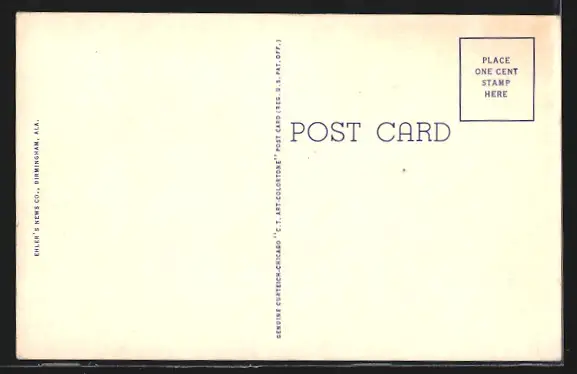 EHLER'S NEWS CO., BIRMINGHAM, ALA.
GENUINE CURTEICH-CHICAGO "C.T. ART-COLORTONE" POST CARD (REG. U.S. PAT. OFF.)
POST CARD
PLACE
ONE CENT
STAMP
HERE